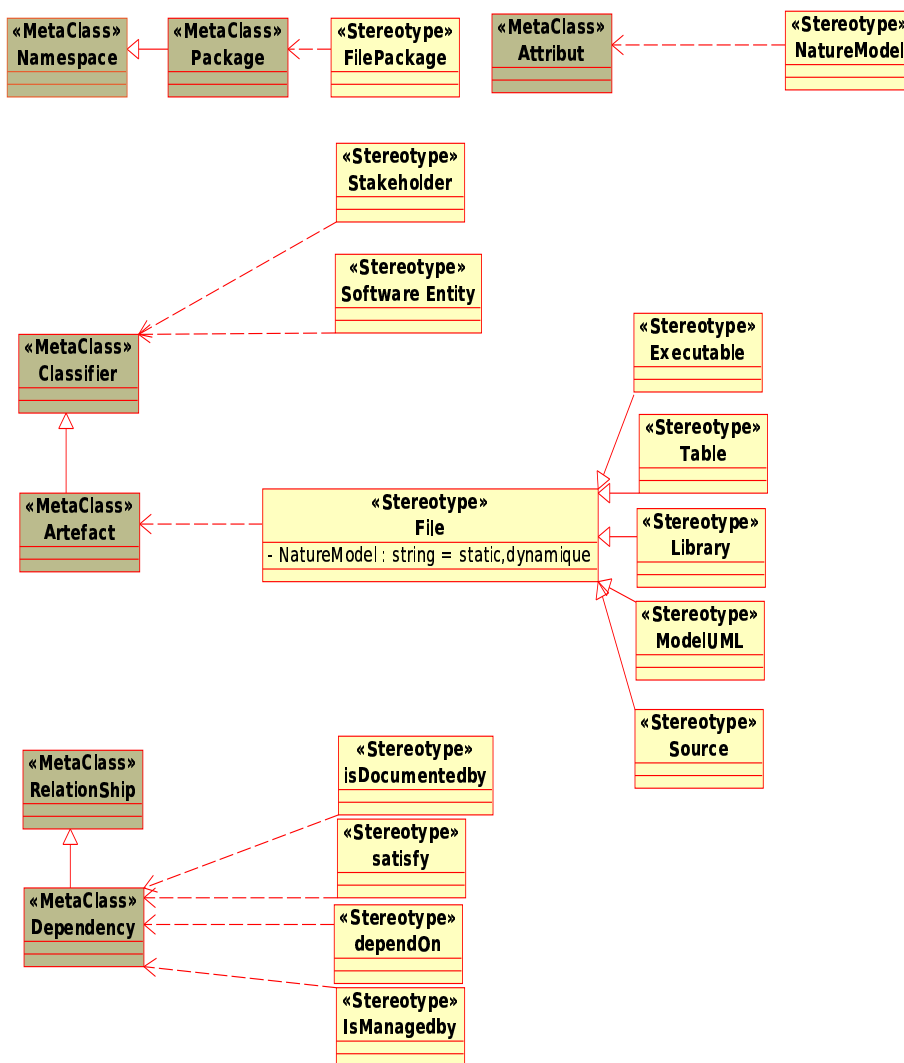 «MetaClass»
Namespace
«MetaClass»
Package
«Stereotype»
FilePackage
«MetaClass»
Attribut
«Stereotype»
NatureModel
«Stereotype»
Stakeholder
«Stereotype»
Software Entity
«MetaClass»
Classifier
«Stereotype»
Executable
«Stereotype»
Table
«MetaClass»
Artefact
«Stereotype»
File
- NatureModel : string = static,dynamique
«Stereotype»
Library
«Stereotype»
ModelUML
«Stereotype»
Source
«MetaClass»
RelationShip
«Stereotype»
isDocumentedby
«Stereotype»
satisfy
«MetaClass»
Dependency
«Stereotype»
dependOn
«Stereotype»
IsManagedby